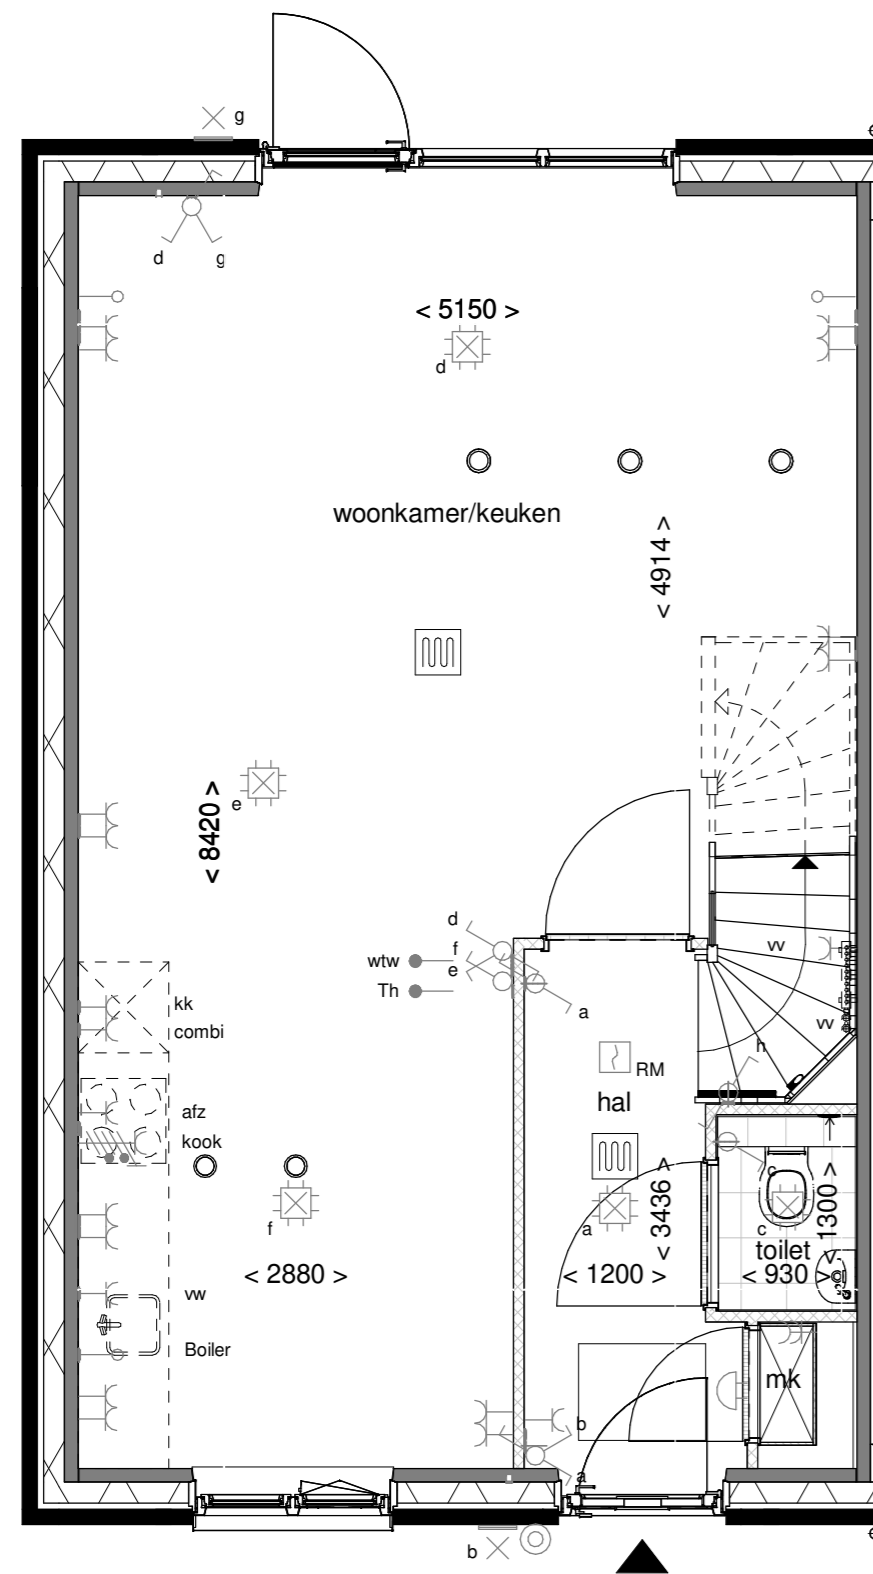 g
d
g
< 5150 >
d
woonkamer/keuken
< 4914 >
e
< 8420 >
d
f
wtw
e
Th
a
vv
vv
kk
combi
h
RM
hal
afz
kook
c
< 3436 >
< 1300 >
f
a
c
toilet
< 2880 >
< 1200 >
< 930 >
vw
Boiler
mk
b
a
b